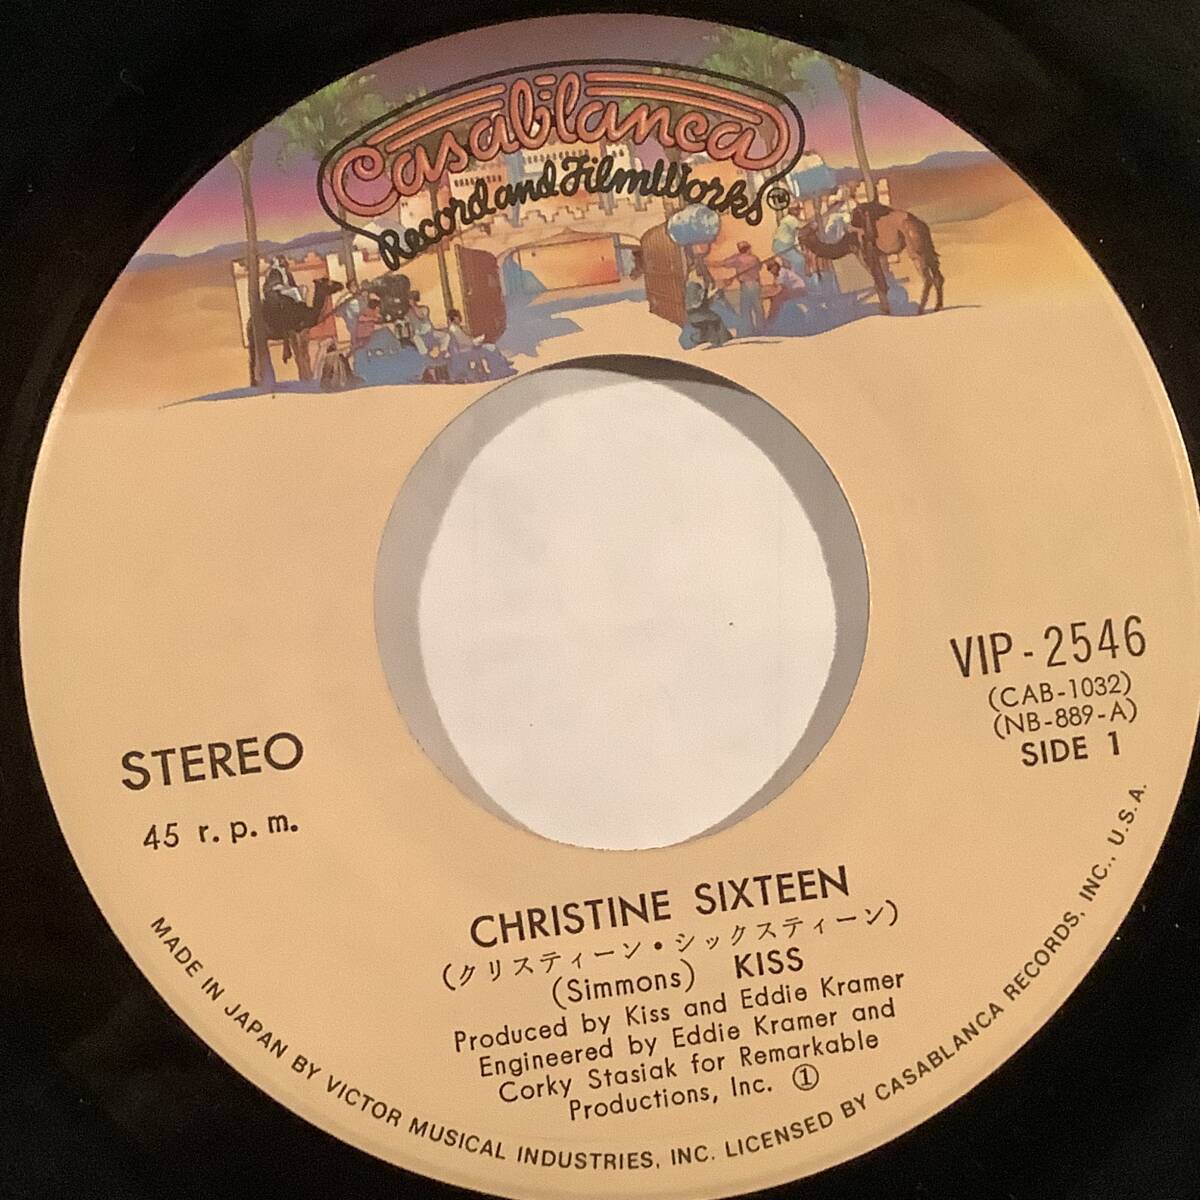 Casablanca
Record and FilmWorks TM
VIP-2546
(CAB-1032)
(NB-889-A)
SIDE 1
STEREO
45 r.p.m.
CHRISTINE SIXTEEN
(クリスティーン・シックスティーン)
(Simmons) KISS
Produced by Kiss and Eddie Kramer
Engineered by Eddie Kramer and
Corky Stasiak for Remarkable
Productions, Inc. ①
MADE IN JAPAN BY VICTOR MUSICAL INDUSTRIES, INC. LICENSED BY CASABLANCA RECORDS, INC., U.S.A.